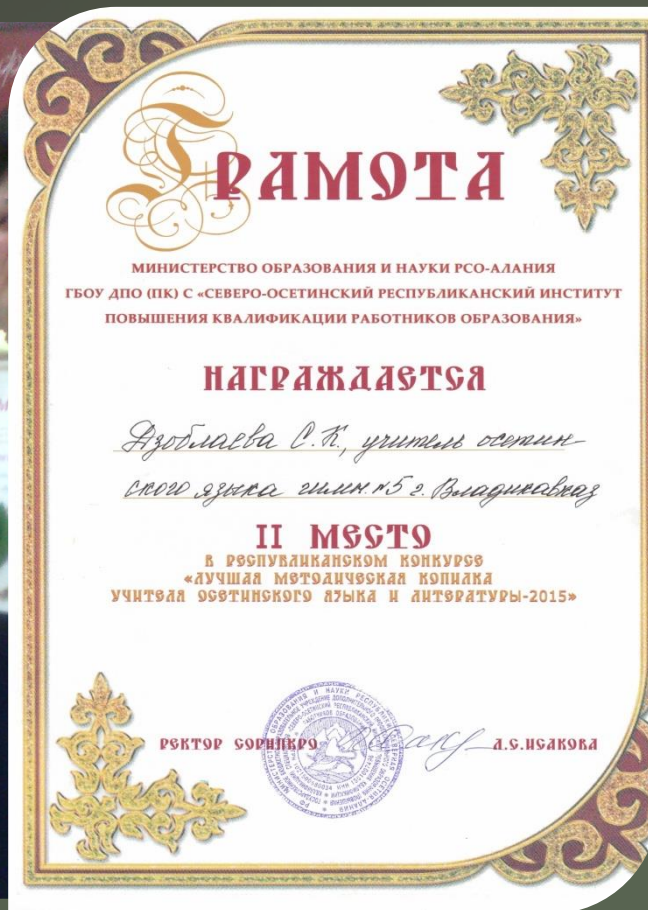 ГРАМОТА
МИНИСТЕРСТВО ОБРАЗОВАНИЯ И НАУКИ РСО-АЛАНИЯ
ГБОУ ДПО (ПК) С «СЕВЕРО-ОСЕТИНСКИЙ РЕСПУБЛИКАНСКИЙ ИНСТИТУТ
ПОВЫШЕНИЯ КВАЛИФИКАЦИИ РАБОТНИКОВ ОБРАЗОВАНИЯ»
НАГРАЖДАЕТСЯ
Дзоблаева С.К., учитель осетин-
ского языка гимн. №5 г. Владикавказ
II МЕСТО
В РЕСПУБЛИКАНСКОМ КОНКУРСЕ
«ЛУЧШАЯ МЕТОДИЧЕСКАЯ КОПИЛКА
УЧИТЕЛЯ ОСЕТИНСКОГО ЯЗЫКА И ЛИТЕРАТУРЫ-2015»
РЕКТОР СОРИПКРО Л.С.ИСАКОВА